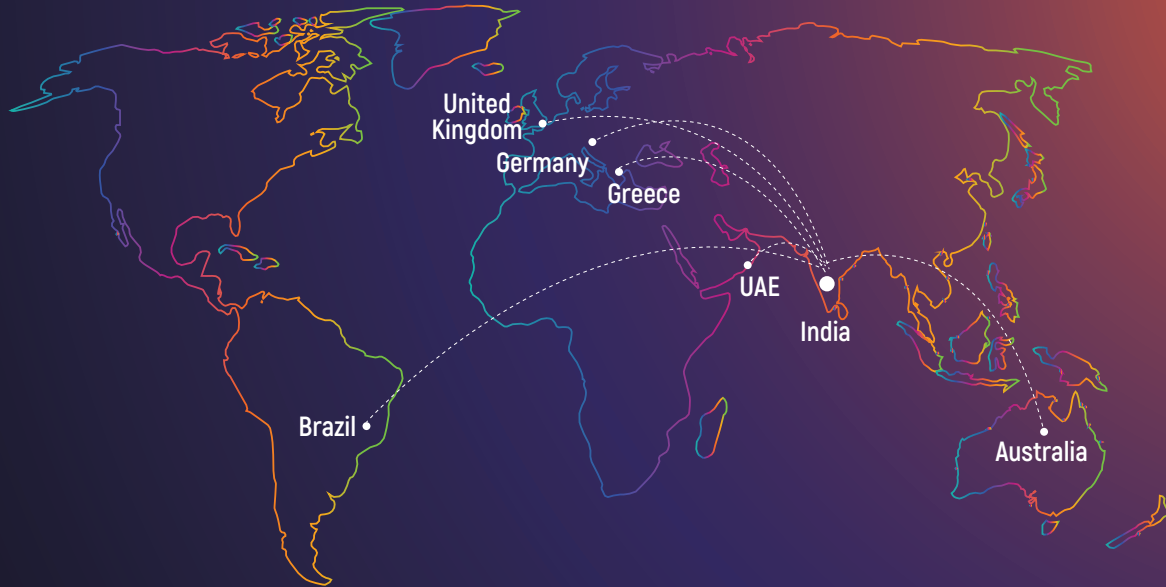 United
Kingdom
Germany
Greece
UAE
India
Brazil
Australia